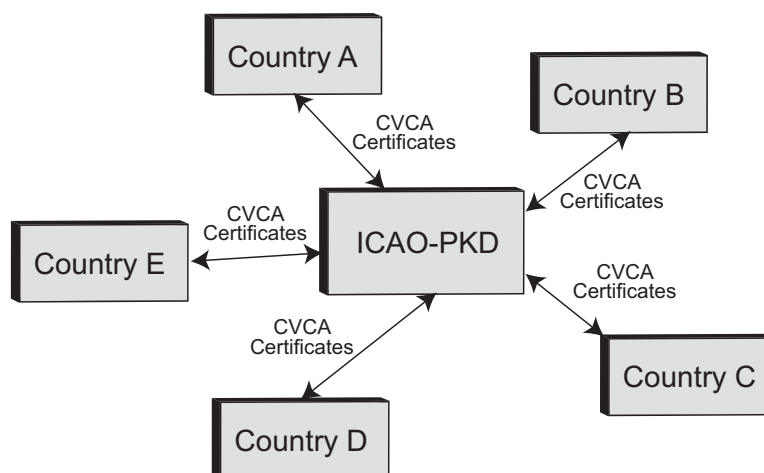 Country A
CVCA
Certificates
Country B
CVCA
Certificates
CVCA
Certificates
ICAO-PKD
Country E
CVCA
Certificates
CVCA
Certificates
Country C
Country D